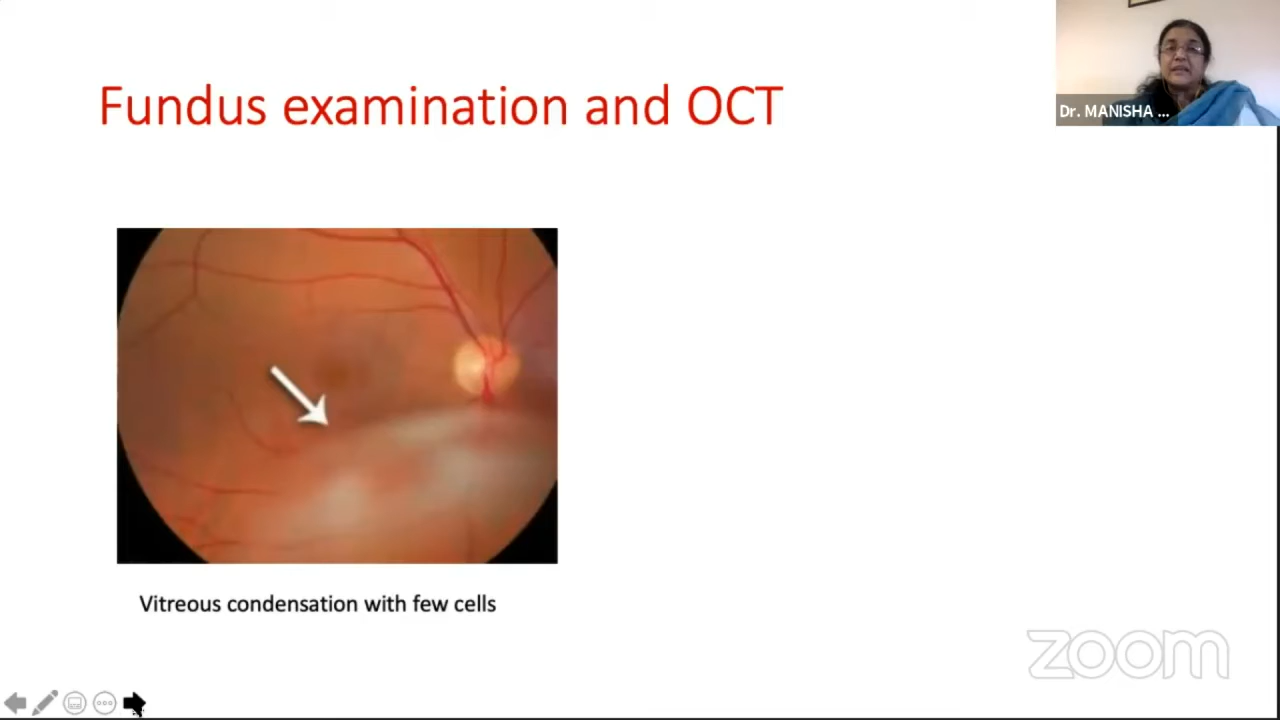 Fundus examination and OCT
Dr. MANISHA ...
Vitreous condensation with few cells
zoom